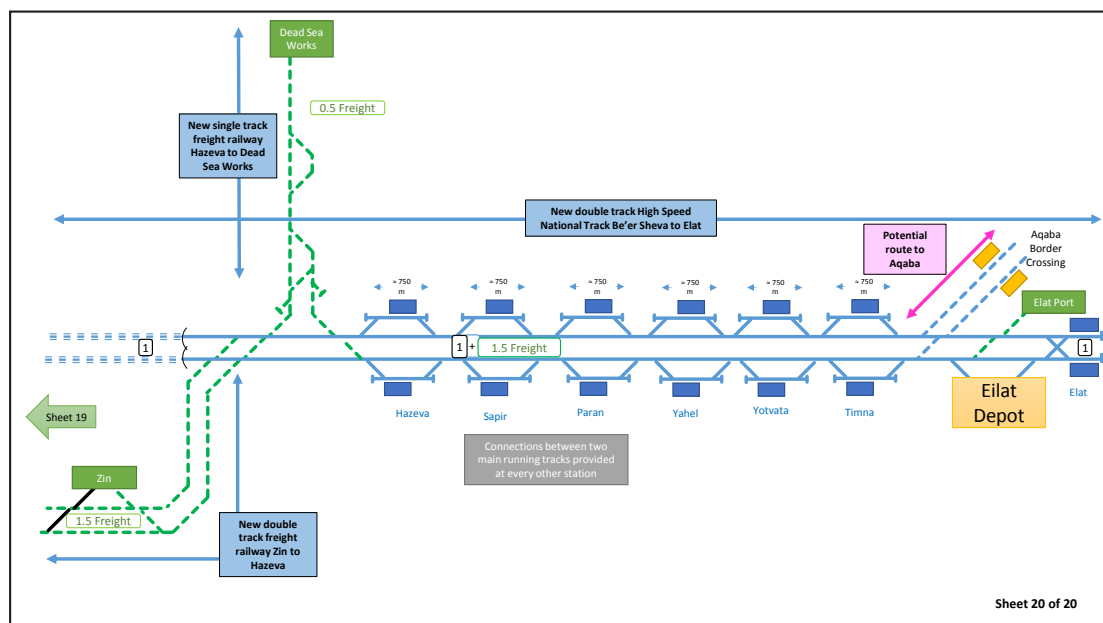 Dead Sea
Works
0.5 Freight
New single track
freight railway
Hazeva to Dead
Sea Works
New double track High Speed
National Track Be'er Sheva to Elat
Potential
route to
Aqaba
Aqaba
Border
Crossing
Elat Port
≈ 750
m
≈ 750
m
≈ 750
m
≈ 750
m
≈ 750
m
≈ 750
m
1
1 + 1.5 Freight
1
Hazeva
Sapir
Paran
Yahel
Yotvata
Timna
Eilat
Depot
Elat
Sheet 19
Connections between two
main running tracks provided
at every other station
Zin
1.5 Freight
New double
track freight
railway Zin to
Hazeva
Sheet 20 of 20